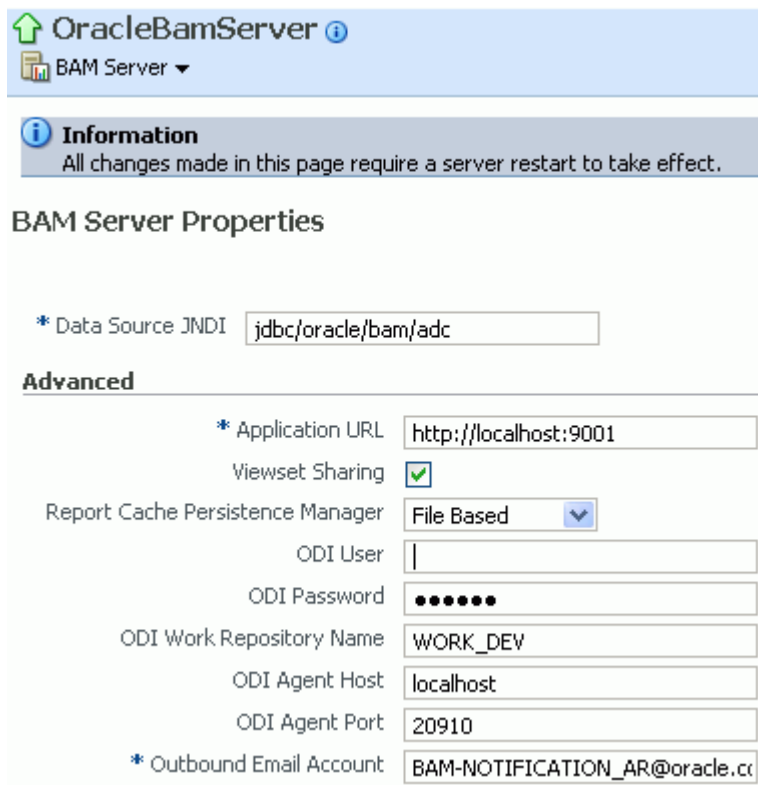 OracleBamServer
BAM Server
Information
All changes made in this page require a server restart to take effect.
BAM Server Properties
* Data Source JNDI jdbc/oracle/bam/adc
Advanced
* Application URL http://localhost:9001
Viewset Sharing
Report Cache Persistence Manager File Based
ODI User
ODI Password ●●●●●●
ODI Work Repository Name WORK_DEV
ODI Agent Host localhost
ODI Agent Port 20910
* Outbound Email Account BAM-NOTIFICATION_AR@oracle.c